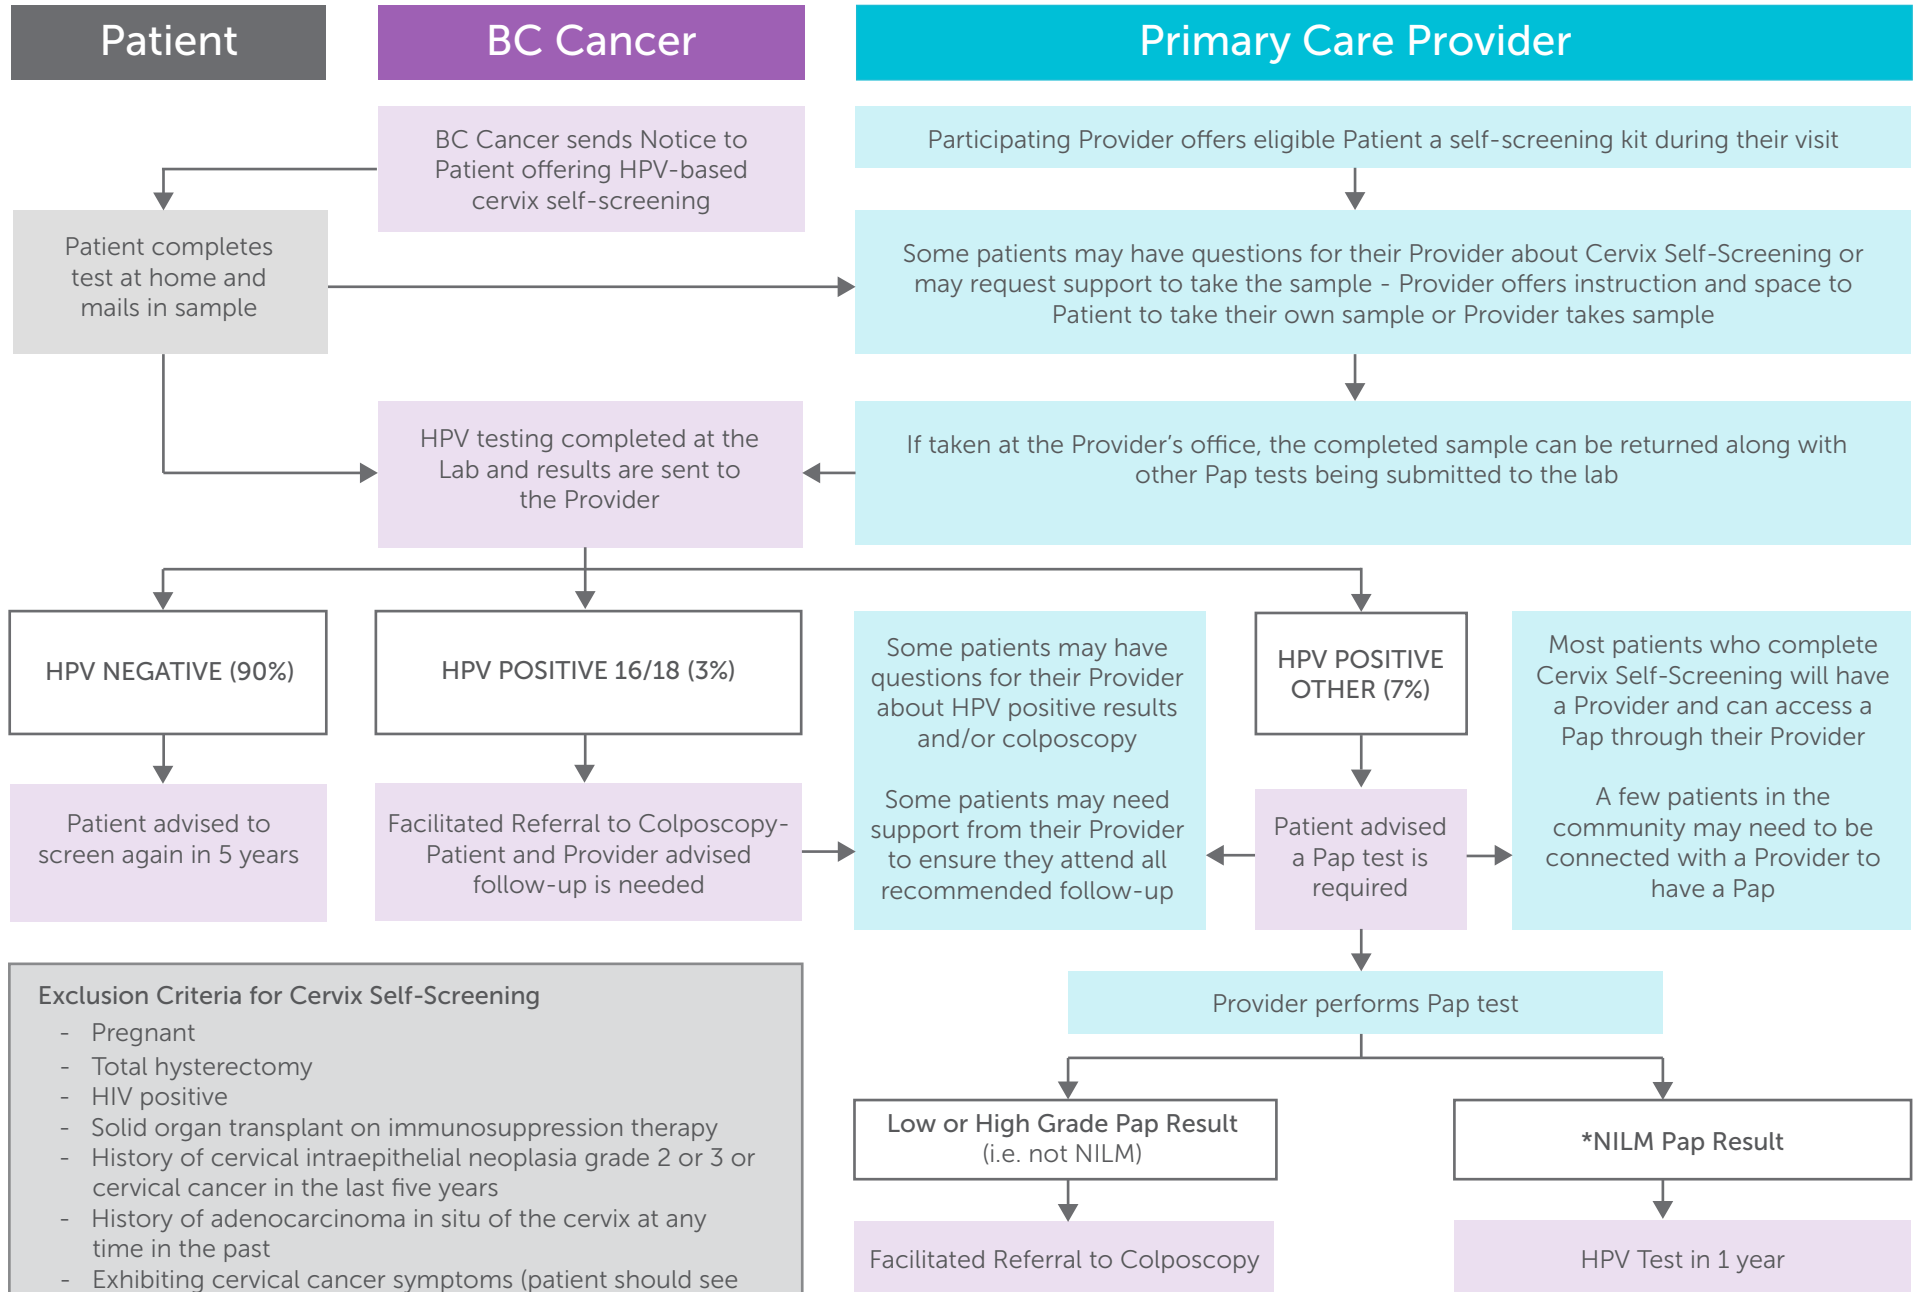 Patient
BC Cancer
Primary Care Provider
BC Cancer sends Notice to
Patient offering HPV-based
cervix self-screening
Participating Provider offers eligible Patient a self-screening kit during their visit
Patient completes
test at home and
mails in sample
Some patients may have questions for their Provider about Cervix Self-Screening or
may request support to take the sample - Provider offers instruction and space to
Patient to take their own sample or Provider takes sample
HPV testing completed at the
Lab and results are sent to
the Provider
If taken at the Provider’s office, the completed sample can be returned along with
other Pap tests being submitted to the lab
HPV NEGATIVE (90%)
HPV POSITIVE 16/18 (3%)
Some patients may have
questions for their Provider
about HPV positive results
and/or colposcopy
Some patients may need
support from their Provider
to ensure they attend all
recommended follow-up
HPV POSITIVE
OTHER (7%)
Most patients who complete
Cervix Self-Screening will have
a Provider and can access a
Pap through their Provider
A few patients in the
community may need to be
connected with a Provider to
have a Pap
Patient advised to
screen again in 5 years
Facilitated Referral to Colposcopy-
Patient and Provider advised
follow-up is needed
Patient advised
a Pap test is
required
Exclusion Criteria for Cervix Self-Screening
- Pregnant
- Total hysterectomy
- HIV positive
- Solid organ transplant on immunosuppression therapy
- History of cervical intraepithelial neoplasia grade 2 or 3 or
cervical cancer in the last five years
- History of adenocarcinoma in situ of the cervix at any
time in the past
- Exhibiting cervical cancer symptoms (patient should see
Provider performs Pap test
Low or High Grade Pap Result
(i.e. not NILM)
*NILM Pap Result
Facilitated Referral to Colposcopy
HPV Test in 1 year